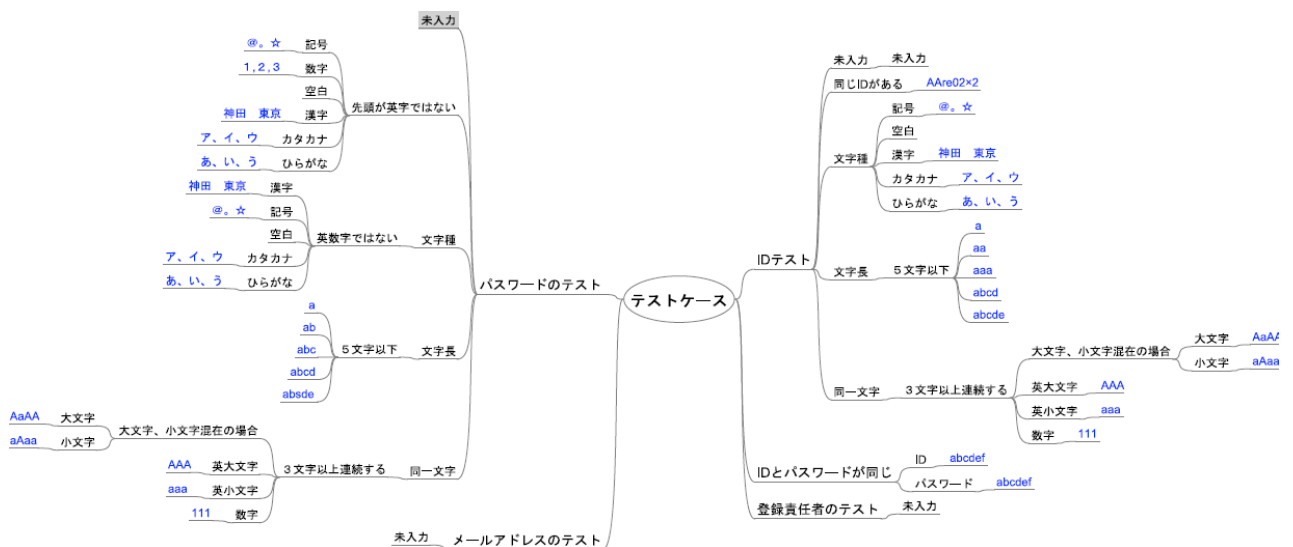 テストケース
パスワードのテスト
未入力
先頭が英字ではない
記号 @。☆
数字 1,2,3
空白
漢字 神田 東京
カタカナ ア、イ、ウ
ひらがな あ、い、う
文字種
英数字ではない
漢字 神田 東京
記号 @。☆
空白
カタカナ ア、イ、ウ
ひらがな あ、い、う
文字長
5文字以下
a
ab
abc
abcd
absde
同一文字
3文字以上連続する
大文字、小文字混在の場合
大文字 AaAA
小文字 aAaa
英大文字 AAA
英小文字 aaa
数字 111
メールアドレスのテスト
未入力
IDテスト
未入力 未入力
同じIDがある AAre02×2
文字種
記号 @。☆
空白
漢字 神田 東京
カタカナ ア、イ、ウ
ひらがな あ、い、う
文字長
5文字以下
a
aa
aaa
abcd
abcde
同一文字
3文字以上連続する
大文字、小文字混在の場合
大文字 AaAA
小文字 aAaa
英大文字 AAA
英小文字 aaa
数字 111
IDとパスワードが同じ
ID abcdef
パスワード abcdef
登録責任者のテスト
未入力